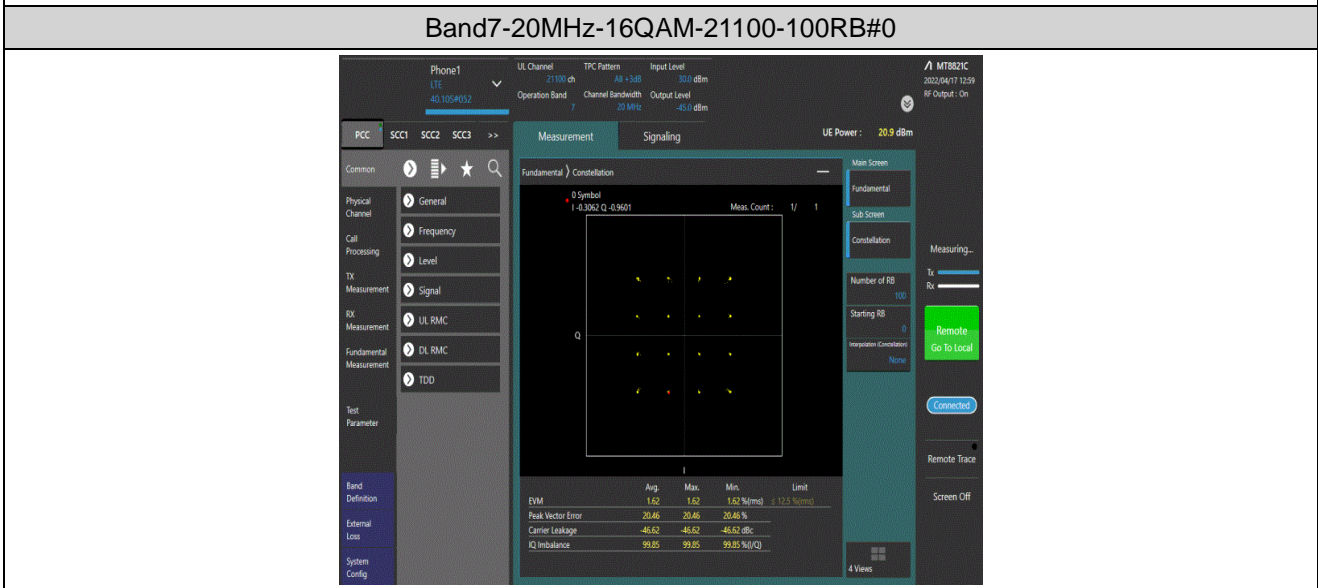 Band7-20MHz-16QAM-21100-100RB#0
Phone1
LTE
40.10S#052
UL Channel TPC Pattern Input Level
21100 ch All +3dB 30.0 dBm
Operation Band Channel Bandwidth Output Level
7 20 MHz -45.0 dBm
MT8821C
2022/04/17 12:59
RF Output : On
PCC SCC1 SCC2 SCC3 >>
Measurement Signaling
UE Power : 20.9 dBm
Common
Physical
Channel
Call
Processing
TX
Measurement
RX
Measurement
Fundamental
Measurement
Test
Parameter
Band
Definition
External
Loss
System
Config
General
Frequency
Level
Signal
UL RMC
DL RMC
TDD
Fundamental 〉 Constellation
0 Symbol
I -0.3062 Q -0.9601 Meas. Count : 1/ 1
Q
I
Avg. Max. Min. Limit
EVM 1.62 1.62 1.62 %(rms) ≤ 12.5 %(rms)
Peak Vector Error 20.46 20.46 20.46 %
Carrier Leakage -46.62 -46.62 -46.62 dBc
IQ Imbalance 99.85 99.85 99.85 %(I/Q)
Main Screen
Fundamental
Sub Screen
Constellation
Number of RB
100
Starting RB
0
Interpolation (Constellation)
None
4 Views
Measuring...
Tx
Rx
Remote
Go To Local
Connected
Remote Trace
Screen Off